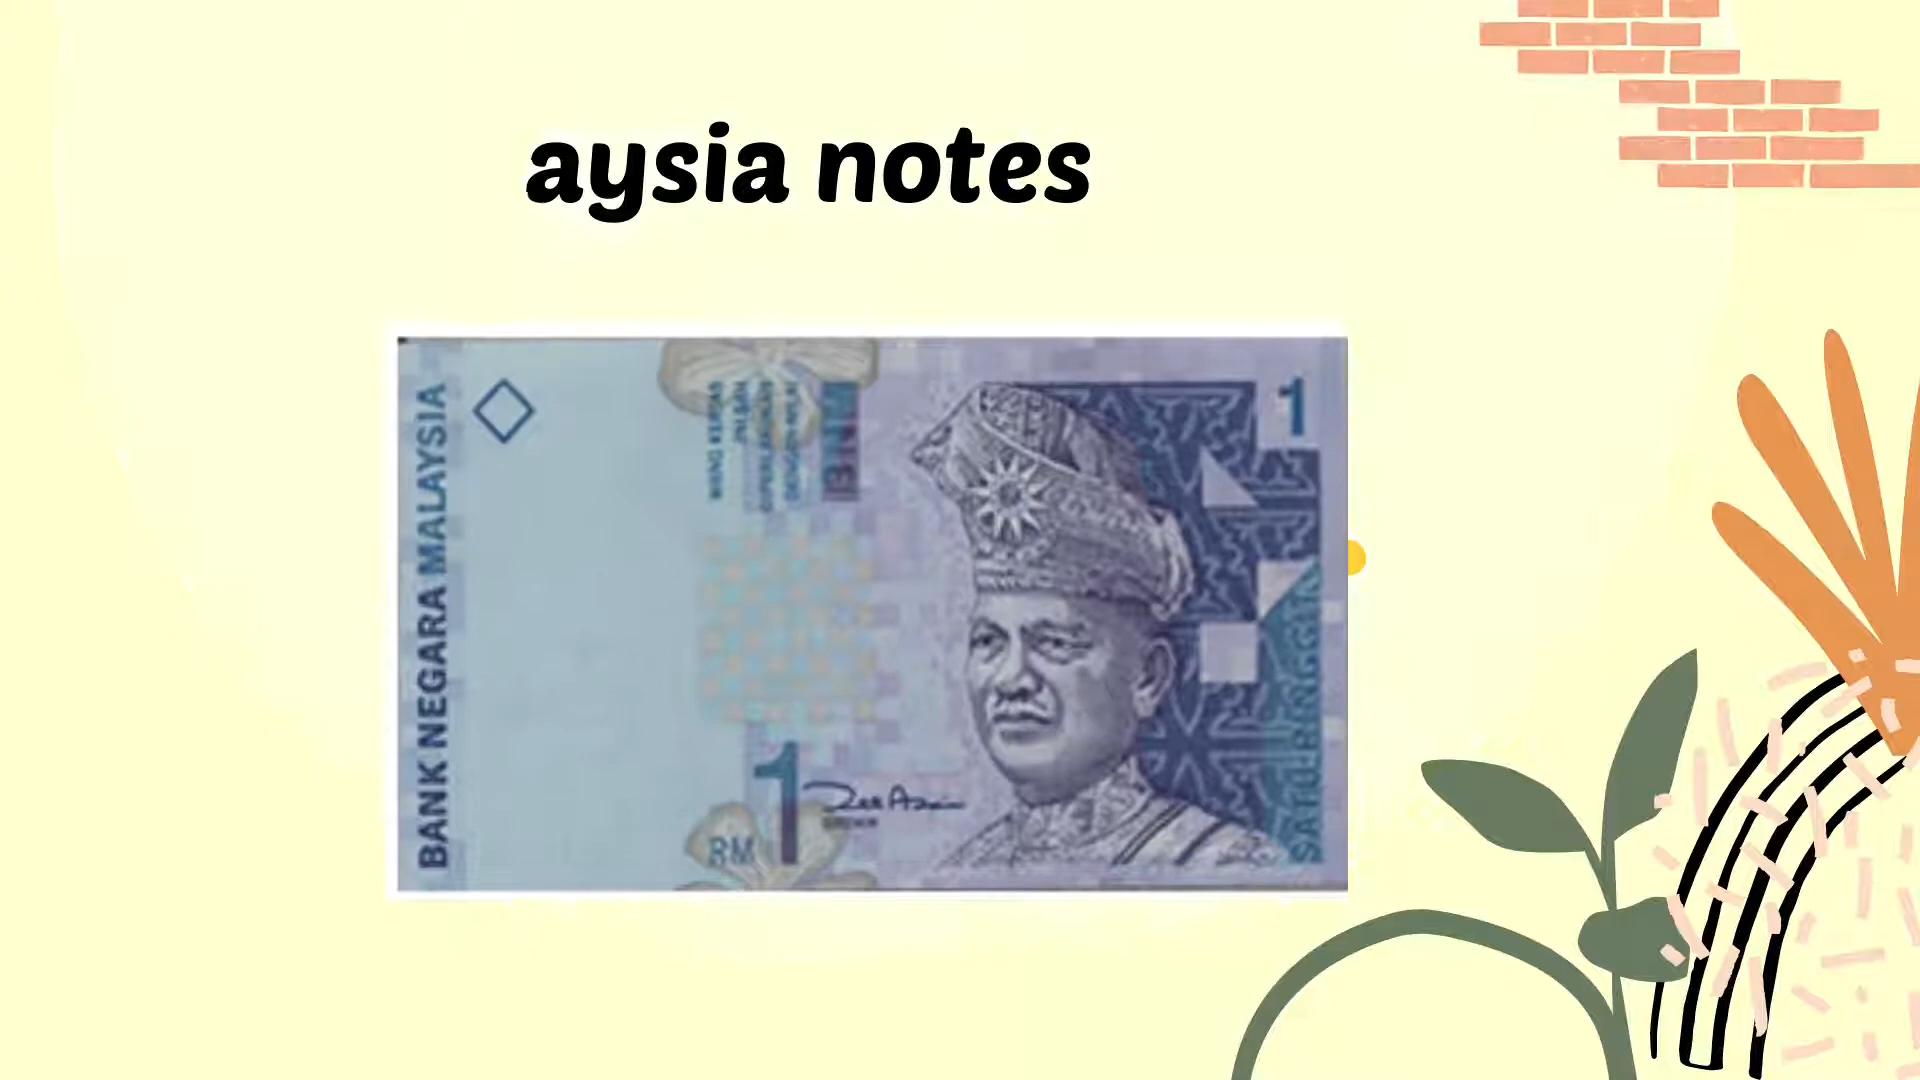 aysia notes
BANK NEGARA MALAYSIA
1
SATU RINGGIT
RM 1